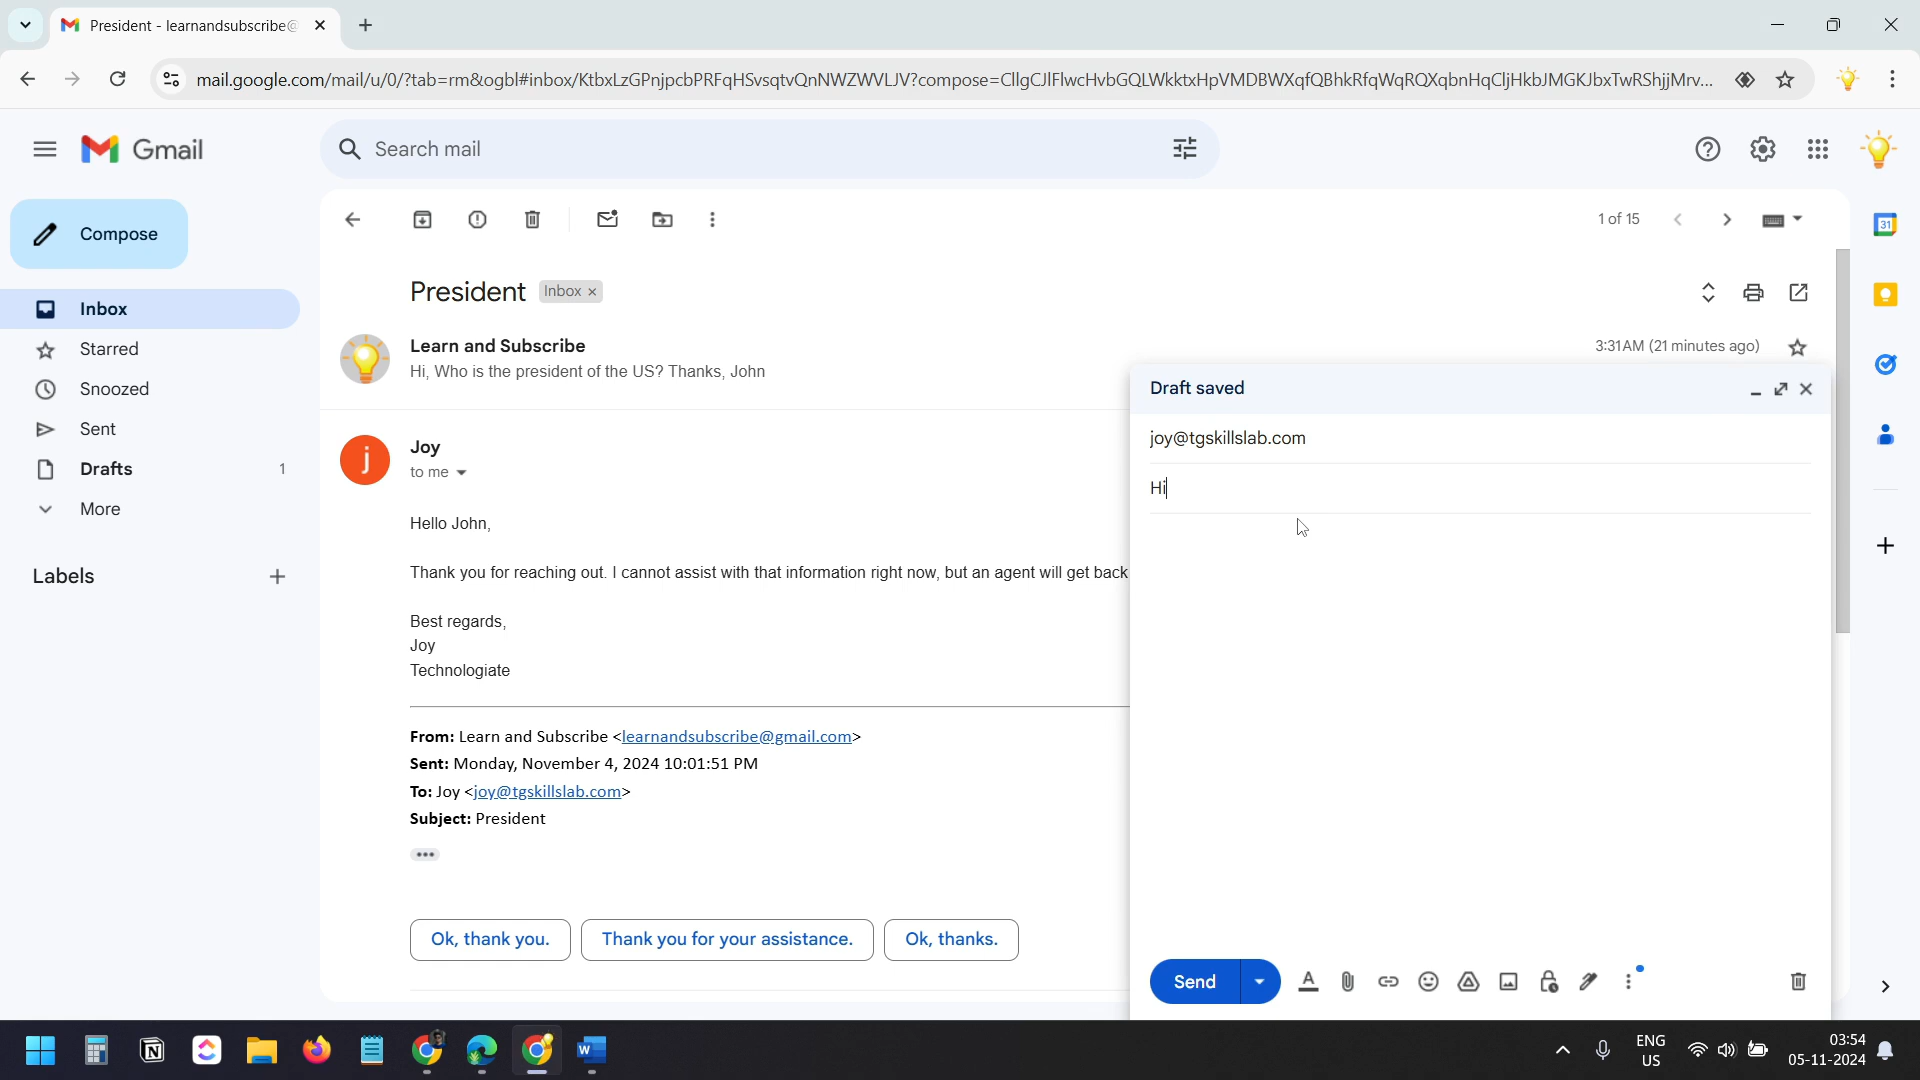 President - learnandsubscribe@
mail.google.com/mail/u/0/?tab=rm&ogbl#inbox/KtbxLzGPnjpcbPRFqHSvsqtvQnNWZWVLJV?compose=CllgCJlFlwcHvbGQLWkktxHpVMDBWXqfQBhkRfqWqRQXqbnHqCljHkbJMGKJbxTwRShjjMrv...
Gmail
Search mail
Compose
1 of 15
31
President Inbox ×
Inbox
Starred
Snoozed
Sent
Drafts 1
More
Labels
Learn and Subscribe
3:31 AM (21 minutes ago)
Hi, Who is the president of the US? Thanks, John
j
Joy
to me
Hello John,
Thank you for reaching out. I cannot assist with that information right now, but an agent will get back
Best regards,
Joy
Technologiate
From: Learn and Subscribe <learnandsubscribe@gmail.com>
Sent: Monday, November 4, 2024 10:01:51 PM
To: Joy <joy@tgskillslab.com>
Subject: President
Ok, thank you.
Thank you for your assistance.
Ok, thanks.
Draft saved
joy@tgskillslab.com
Hi
Send
ENG
US
03:54
05-11-2024